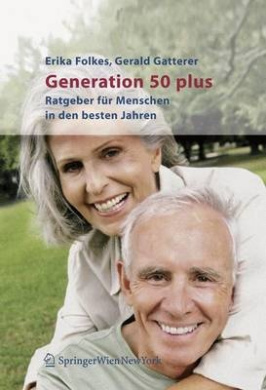 Erika Folkes, Gerald Gatterer
Generation 50 plus
Ratgeber für Menschen
in den besten Jahren
SpringerWienNewYork